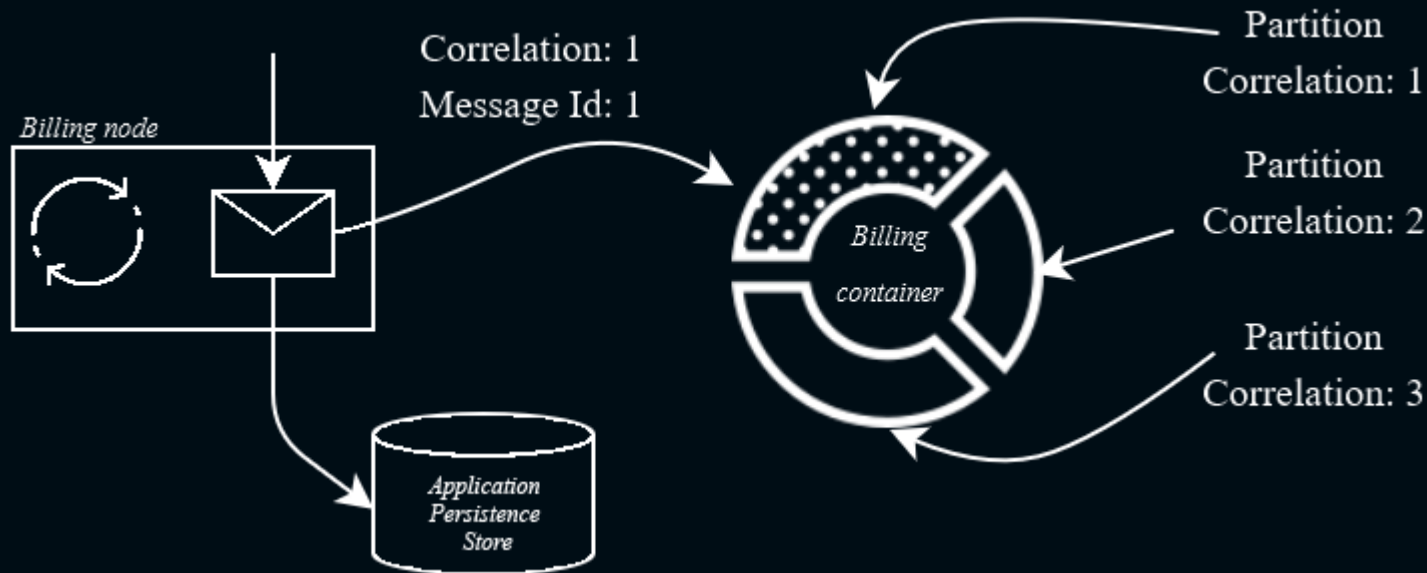 Correlation: 1
Message Id: 1
Billing node
Partition
Correlation: 1
Partition
Correlation: 2
Partition
Correlation: 3
Billing
container
Application
Persistence
Store